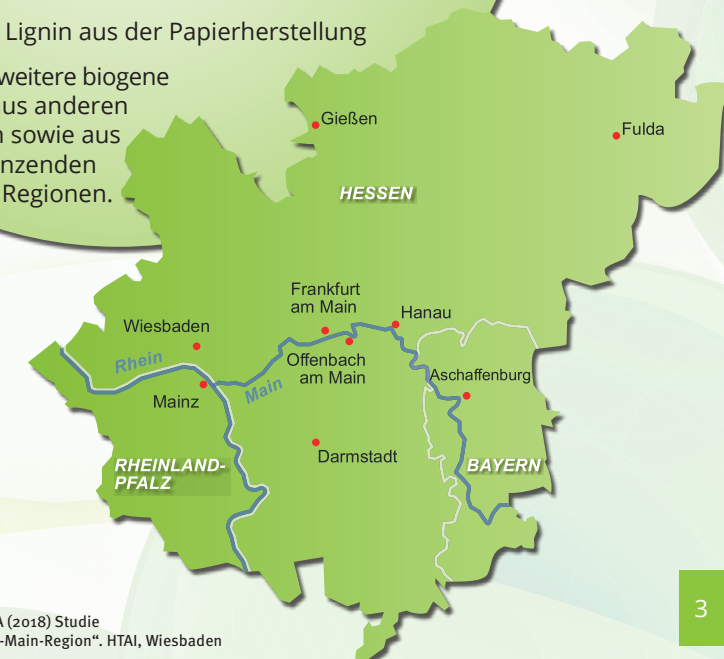 Lignin aus der Papierherstellung
weitere biogene
aus anderen
sowie aus
nzenden
Regionen.
Gießen
Fulda
HESSEN
Frankfurt
am Main
Hanau
Wiesbaden
Rhein
Offenbach
am Main
Main
Aschaffenburg
Mainz
Darmstadt
RHEINLAND-
PFALZ
BAYERN
(2018) Studie
-Main-Region“. HTAI, Wiesbaden
3